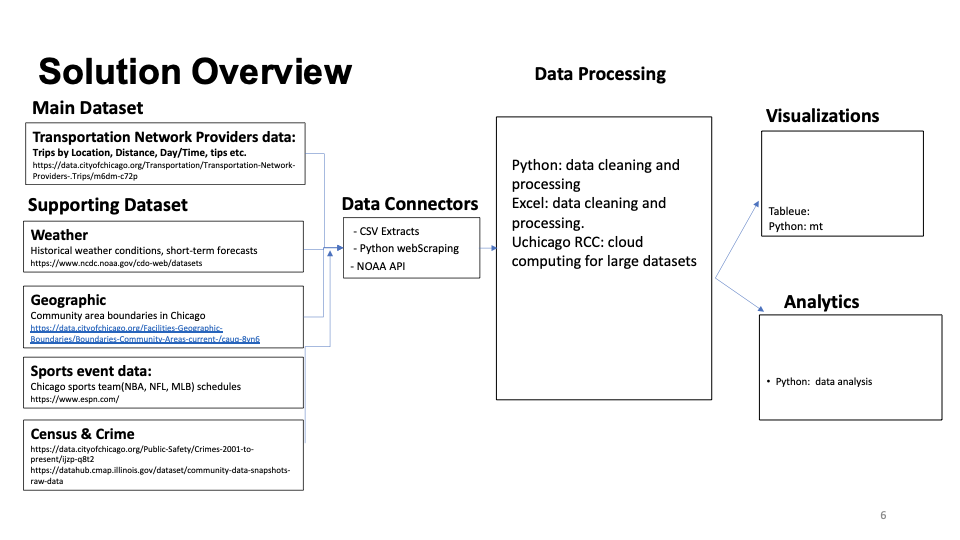 Solution Overview
Main Dataset
Transportation Network Providers data:
Trips by Location, Distance, Day/Time, tips etc.
https://data.cityofchicago.org/Transportation/Transportation-Network-
Providers-.Trips/m6dm-c72p
Supporting Dataset
Weather
Historical weather conditions, short-term forecasts
https://www.ncdc.noaa.gov/cdo-web/datasets
Geographic
Community area boundaries in Chicago
https://data.cityofchicago.org/Facilities-Geographic-
Boundaries/Boundaries-Community-Areas-current-/cauq-8yn6
Sports event data:
Chicago sports team(NBA, NFL, MLB) schedules
https://www.espn.com/
Census & Crime
https://data.cityofchicago.org/Public-Safety/Crimes-2001-to-
present/ijzp-q8t2
https://datahub.cmap.illinois.gov/dataset/community-data-snapshots-
raw-data
Data Connectors
- CSV Extracts
- Python webScraping
- NOAA API
Data Processing
Python: data cleaning and
processing
Excel: data cleaning and
processing.
Uchicago RCC: cloud
computing for large datasets
Visualizations
Tableue:
Python: mt
Analytics
• Python:  data analysis
6